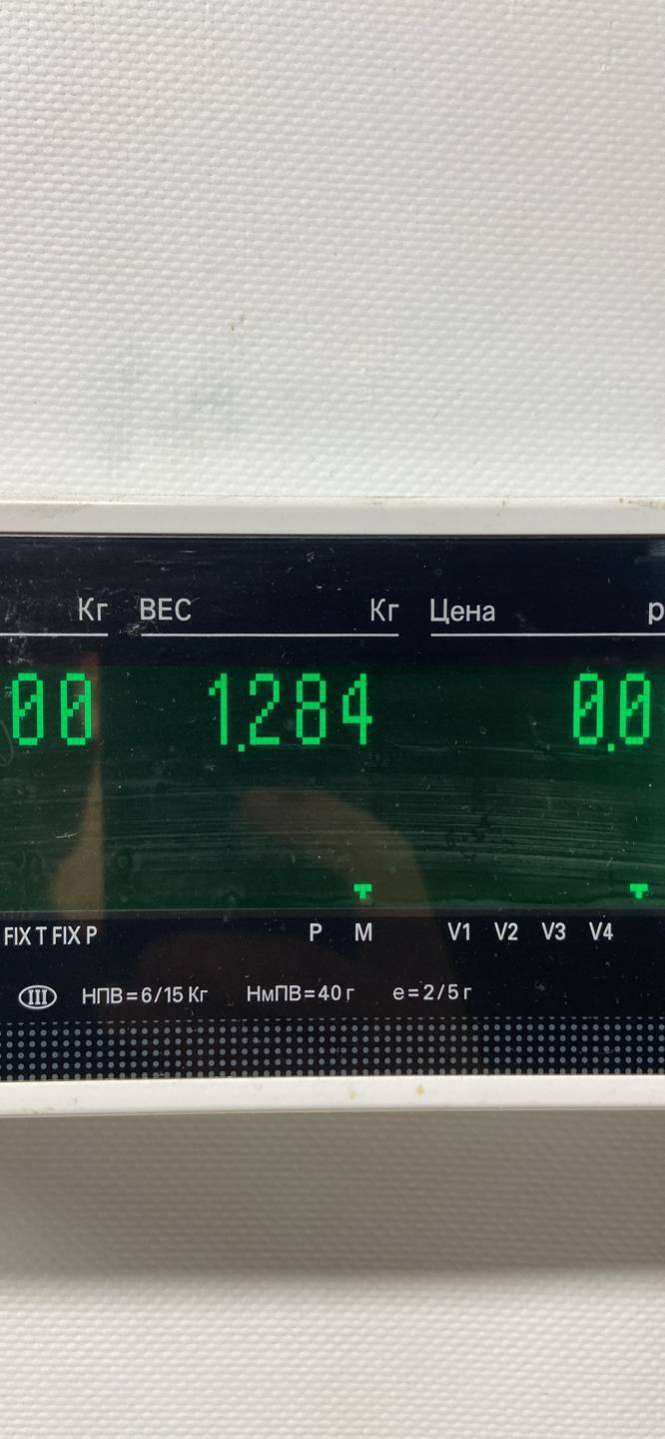 Кг ВЕС Кг Цена р
00 1.284 0.0
FIX T FIX P P M V1 V2 V3 V4
III НПВ=6/15 Кг НмПВ=40 г e=2/5 г